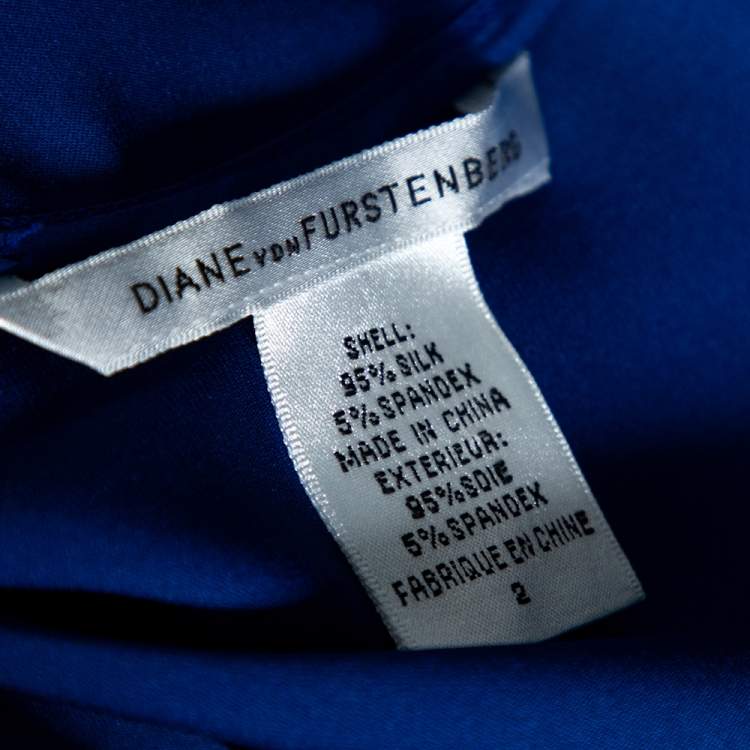 DIANE VON FURSTENBERG
SHELL:
95% SILK
5% SPANDEX
MADE IN CHINA
EXTERIEUR:
95% SOIE
5% SPANDEX
FABRIQUE EN CHINE
2